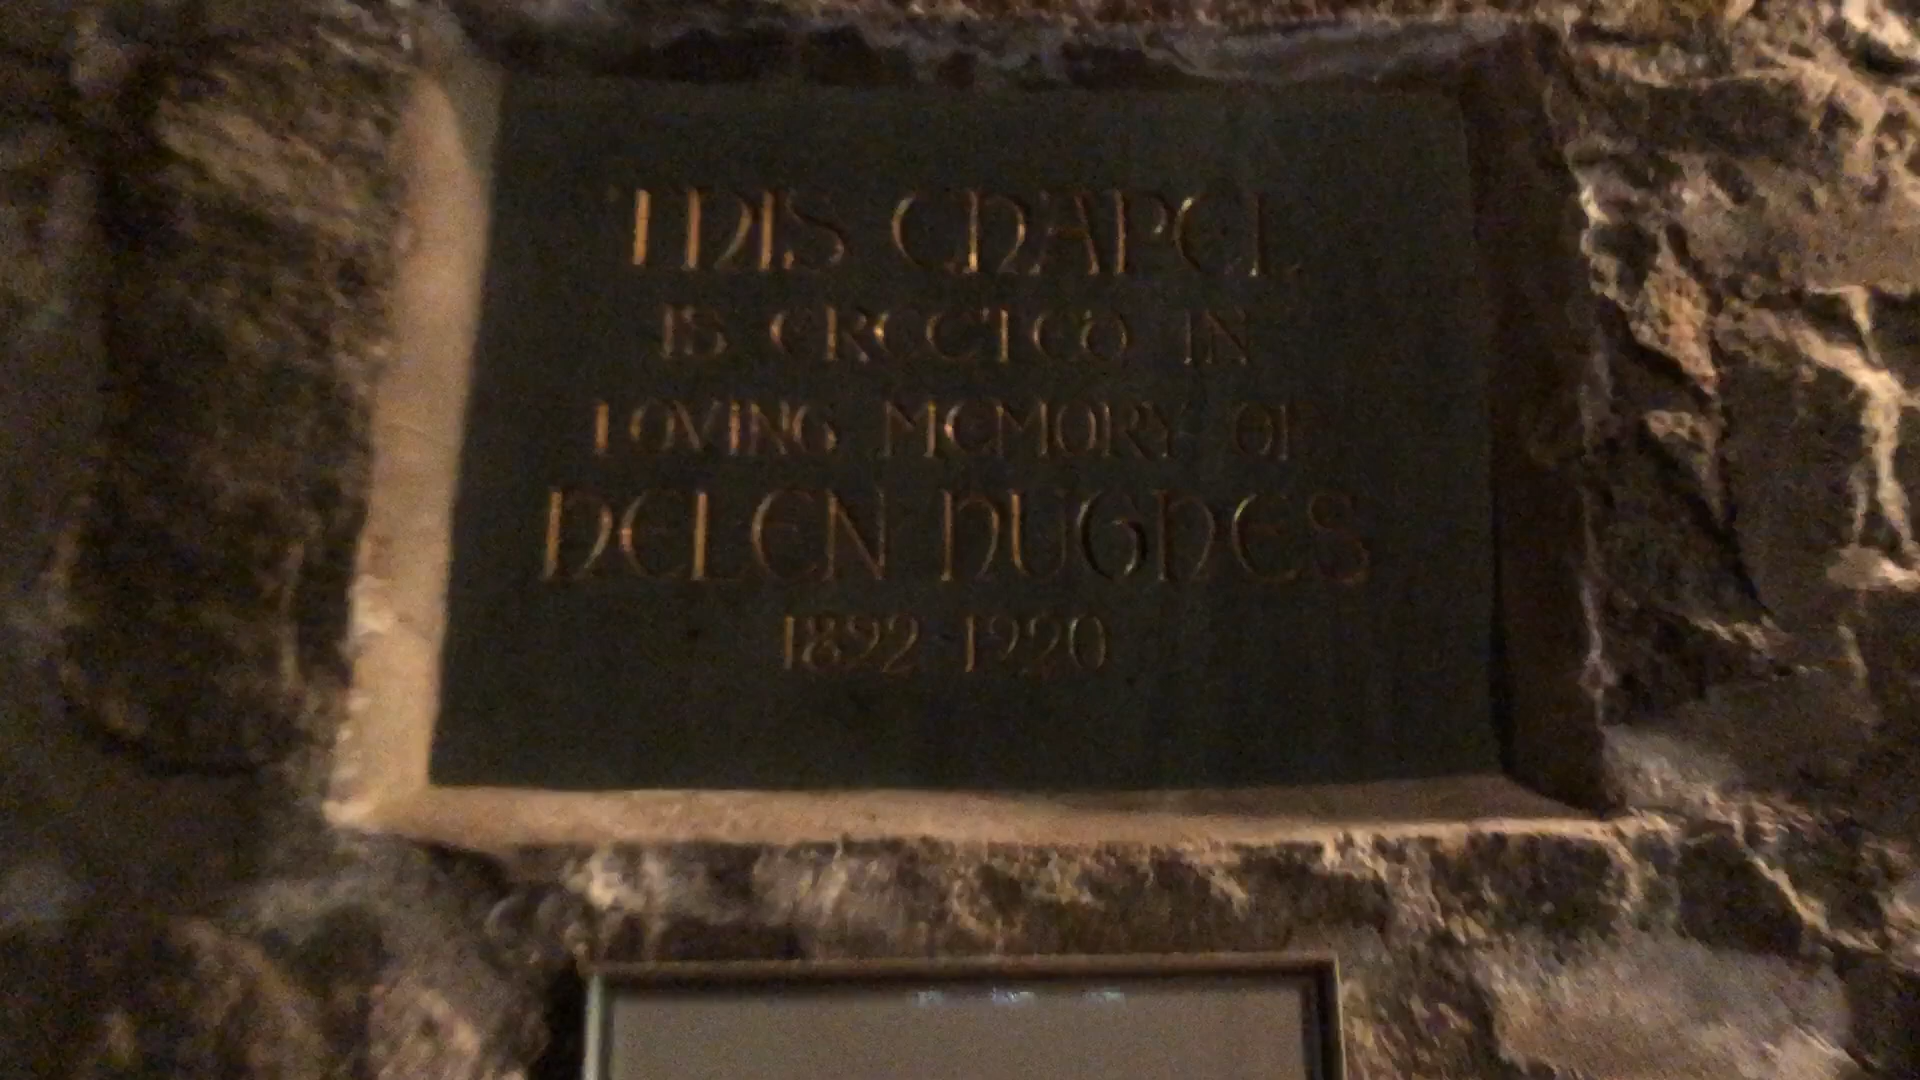 THIS CHAPEL
IS ERECTED IN
LOVING MEMORY OF
HELEN HUGHES
1892-1920